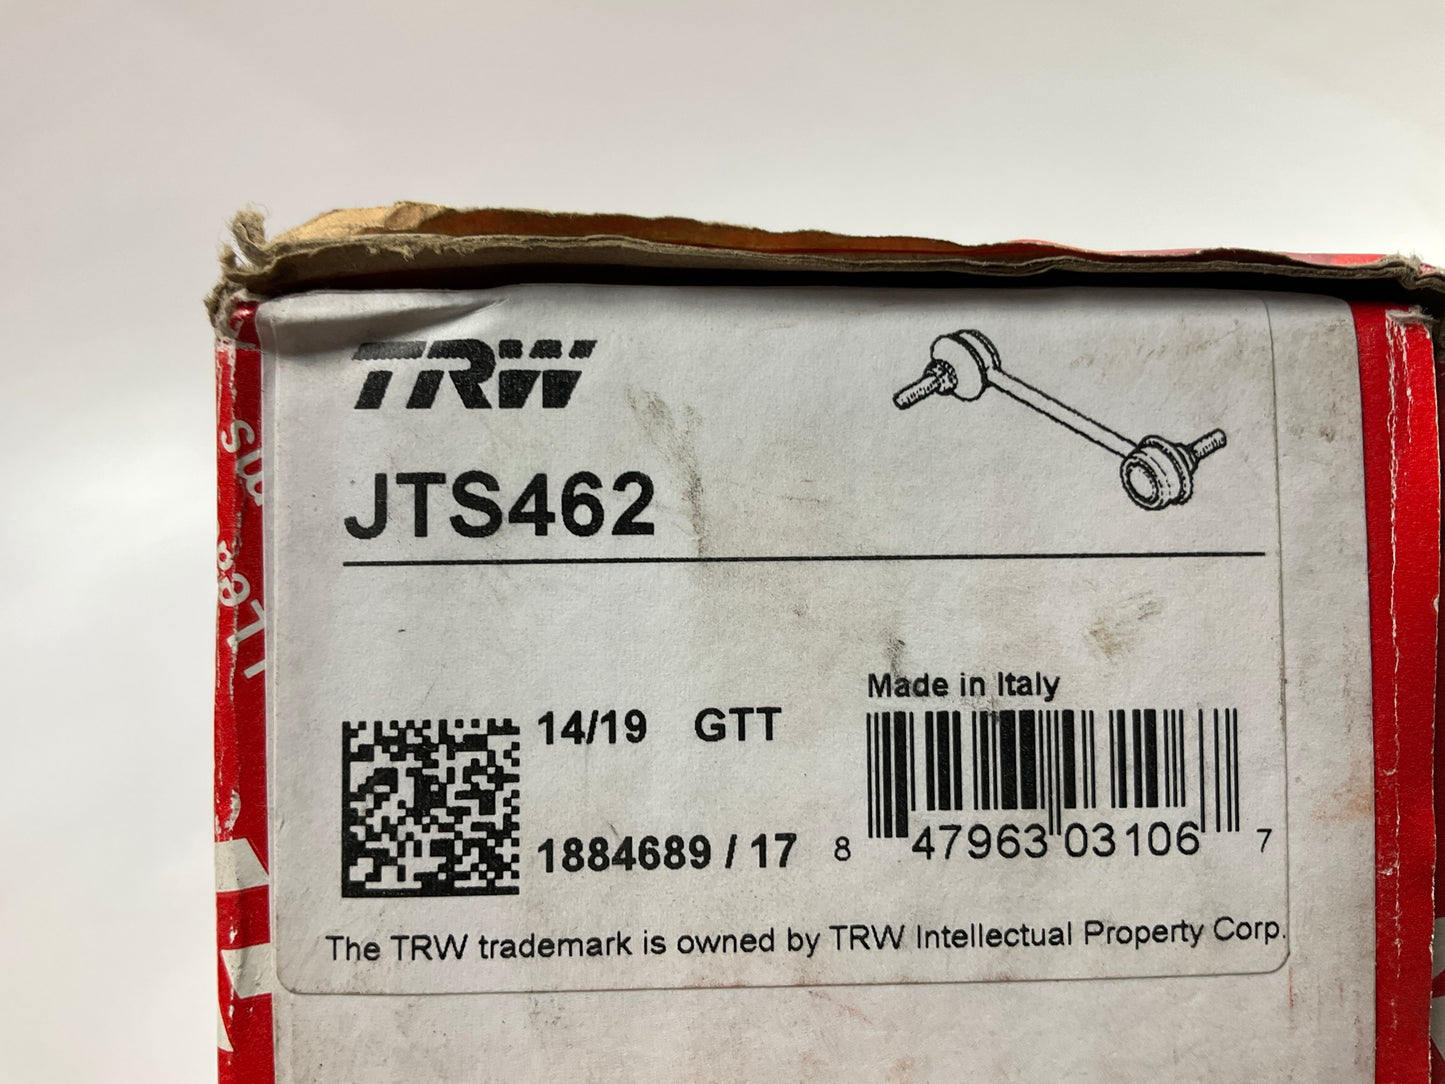 TRW
JTS462
Made in Italy
14/19 GTT
1884689 / 17
8 47963 03106 7
The TRW trademark is owned by TRW Intellectual Property Corp.